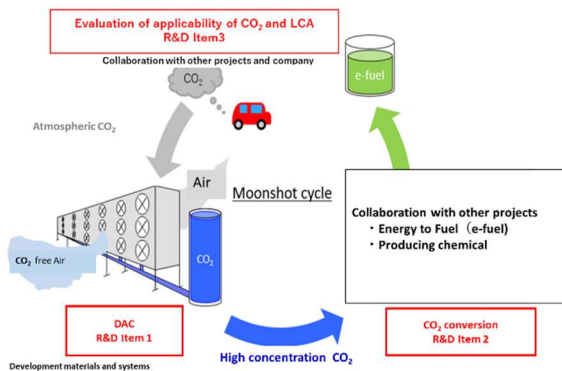 Evaluation of applicability of CO₂ and LCA
R&D Item3
Collaboration with other projects and company
CO₂
e-fuel
Atmospheric CO₂
Air
Moonshot cycle
Collaboration with other projects
・Energy to Fuel（e-fuel)
・Producing chemical
CO₂ free Air
CO₂
DAC
R&D Item 1
CO₂ conversion
R&D Item 2
High concentration CO₂
Development materials and systems